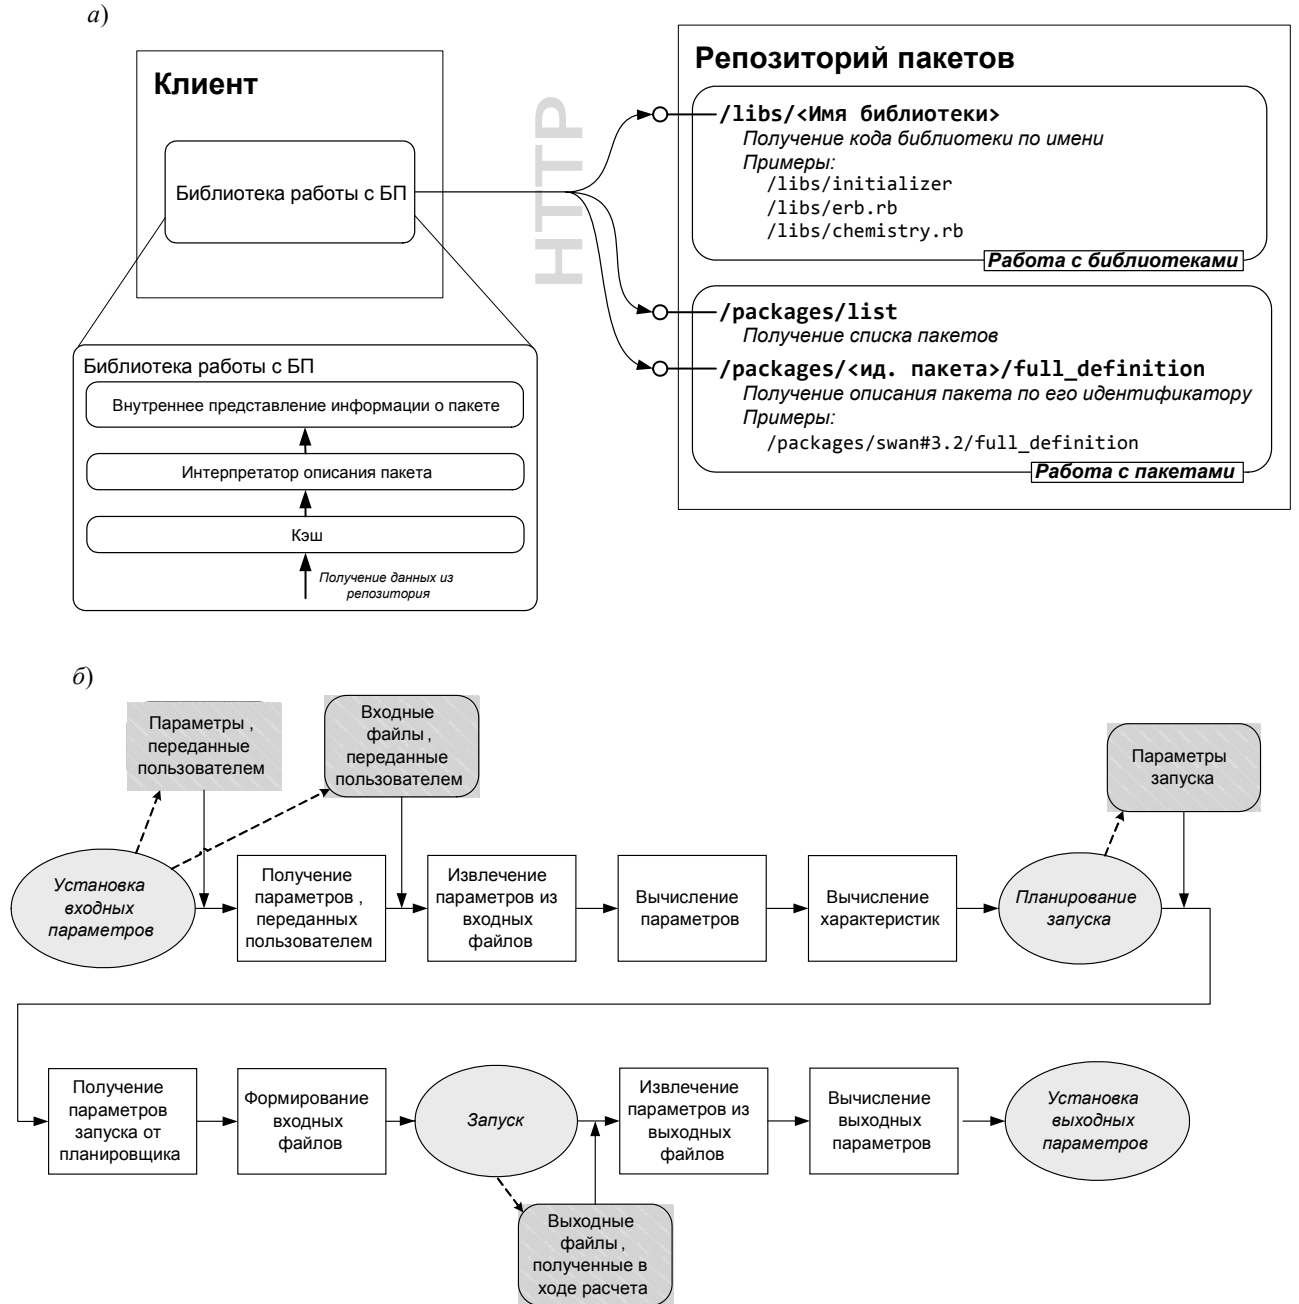 а)
Клиент
Библиотека работы с БП
Библиотека работы с БП
Внутреннее представление информации о пакете
Интерпретатор описания пакета
Кэш
Получение данных из
репозитория
HTTP
Репозиторий пакетов
/libs/<Имя библиотеки>
Получение кода библиотеки по имени
Примеры:
/libs/initializer
/libs/erb.rb
/libs/chemistry.rb
Работа с библиотеками
/packages/list
Получение списка пакетов
/packages/<ид. пакета>/full_definition
Получение описания пакета по его идентификатору
Примеры:
/packages/swan#3.2/full_definition
Работа с пакетами
б)
Параметры ,
переданные
пользователем
Входные
файлы ,
переданные
пользователем
Параметры
запуска
Установка
входных
параметров
Получение
параметров ,
переданных
пользователем
Извлечение
параметров из
входных
файлов
Вычисление
параметров
Вычисление
характеристик
Планирование
запуска
Получение
параметров
запуска от
планировщика
Формирование
входных
файлов
Запуск
Извлечение
параметров из
выходных
файлов
Вычисление
выходных
параметров
Установка
выходных
параметров
Выходные
файлы ,
полученные в
ходе расчета